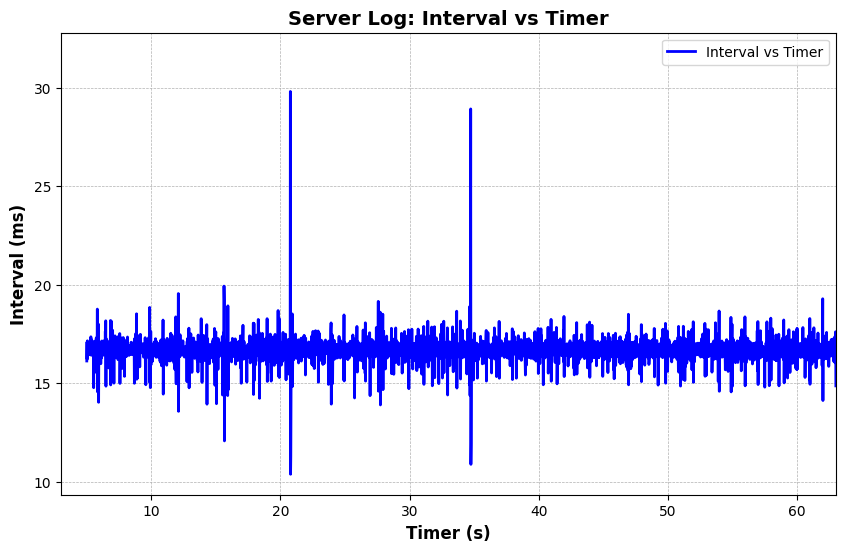 Server Log: Interval vs Timer
Interval vs Timer
Interval (ms)
30
25
20
15
10
10 20 30 40 50 60
Timer (s)